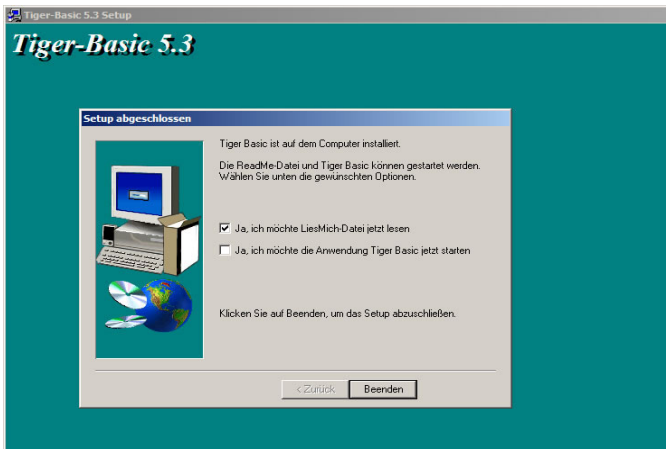 Tiger-Basic 5.3 Setup
Tiger-Basic 5.3
Setup abgeschlossen
Tiger Basic ist auf dem Computer installiert.
Die ReadMe-Datei und Tiger Basic können gestartet werden.
Wählen Sie unten die gewünschten Optionen.
Ja, ich möchte LiesMich-Datei jetzt lesen
Ja, ich möchte die Anwendung Tiger Basic jetzt starten
Klicken Sie auf Beenden, um das Setup abzuschließen.
< Zurück
Beenden